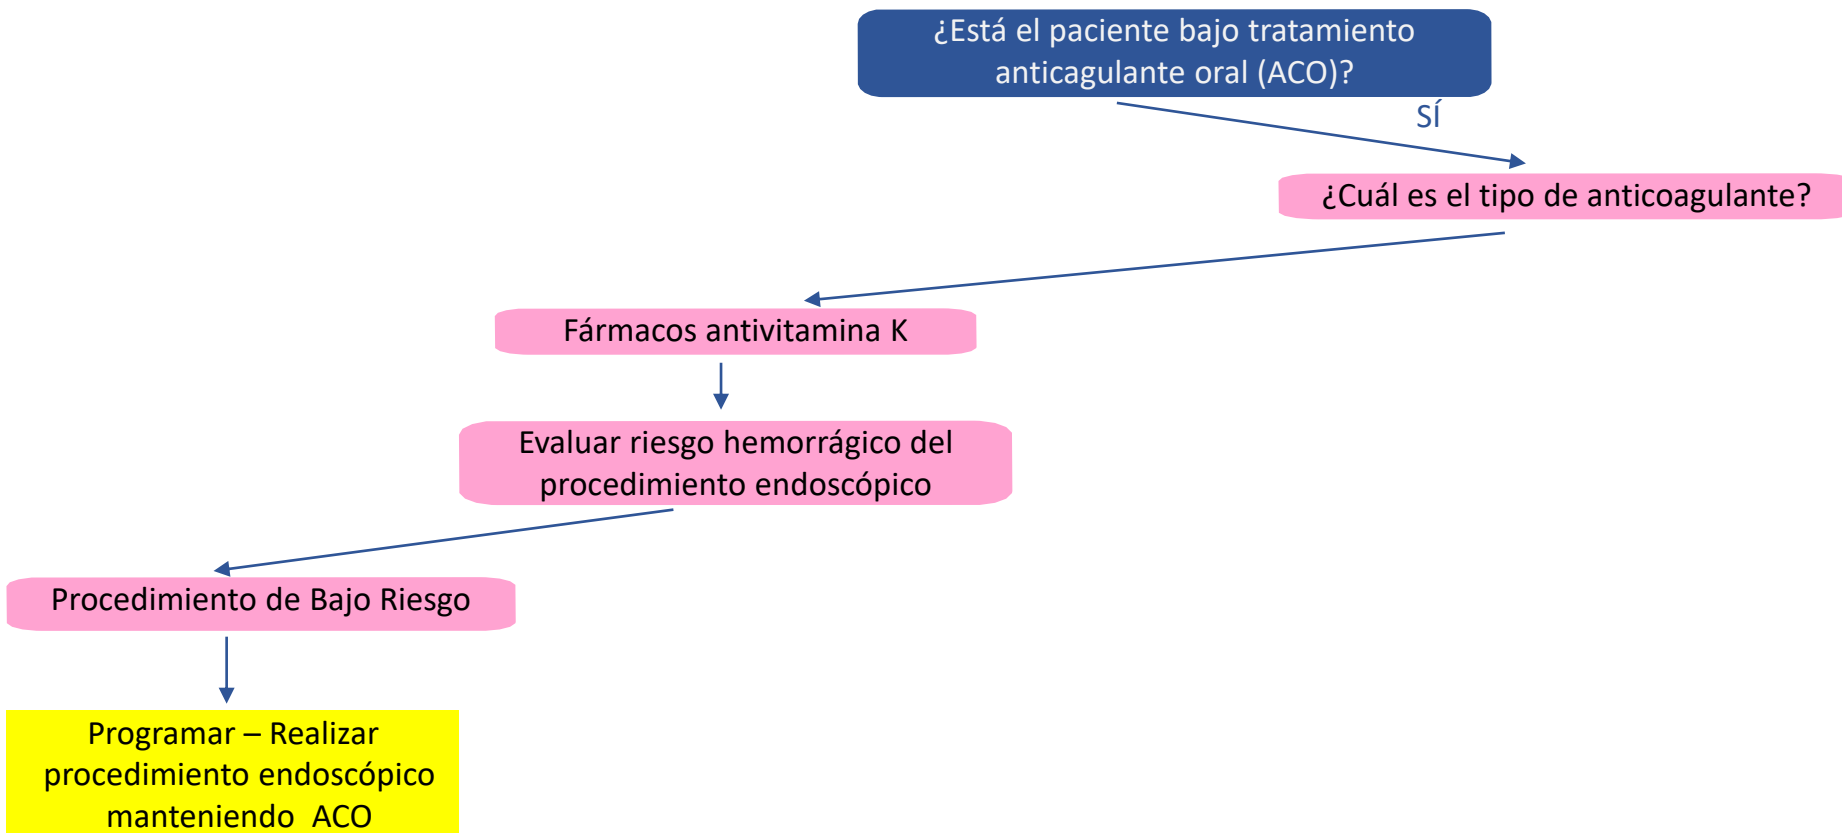 ¿Está el paciente bajo tratamiento
anticagulante oral (ACO)?
SÍ
¿Cuál es el tipo de anticoagulante?
Fármacos antivitamina K
Evaluar riesgo hemorrágico del
procedimiento endoscópico
Procedimiento de Bajo Riesgo
Programar – Realizar
procedimiento endoscópico
manteniendo ACO